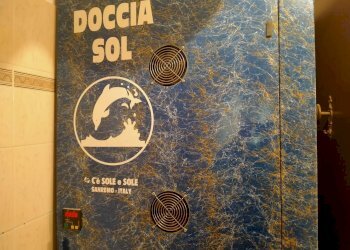 DOCCIA
SOL
C'è SOLE e SOLE
SANREMO - ITALY